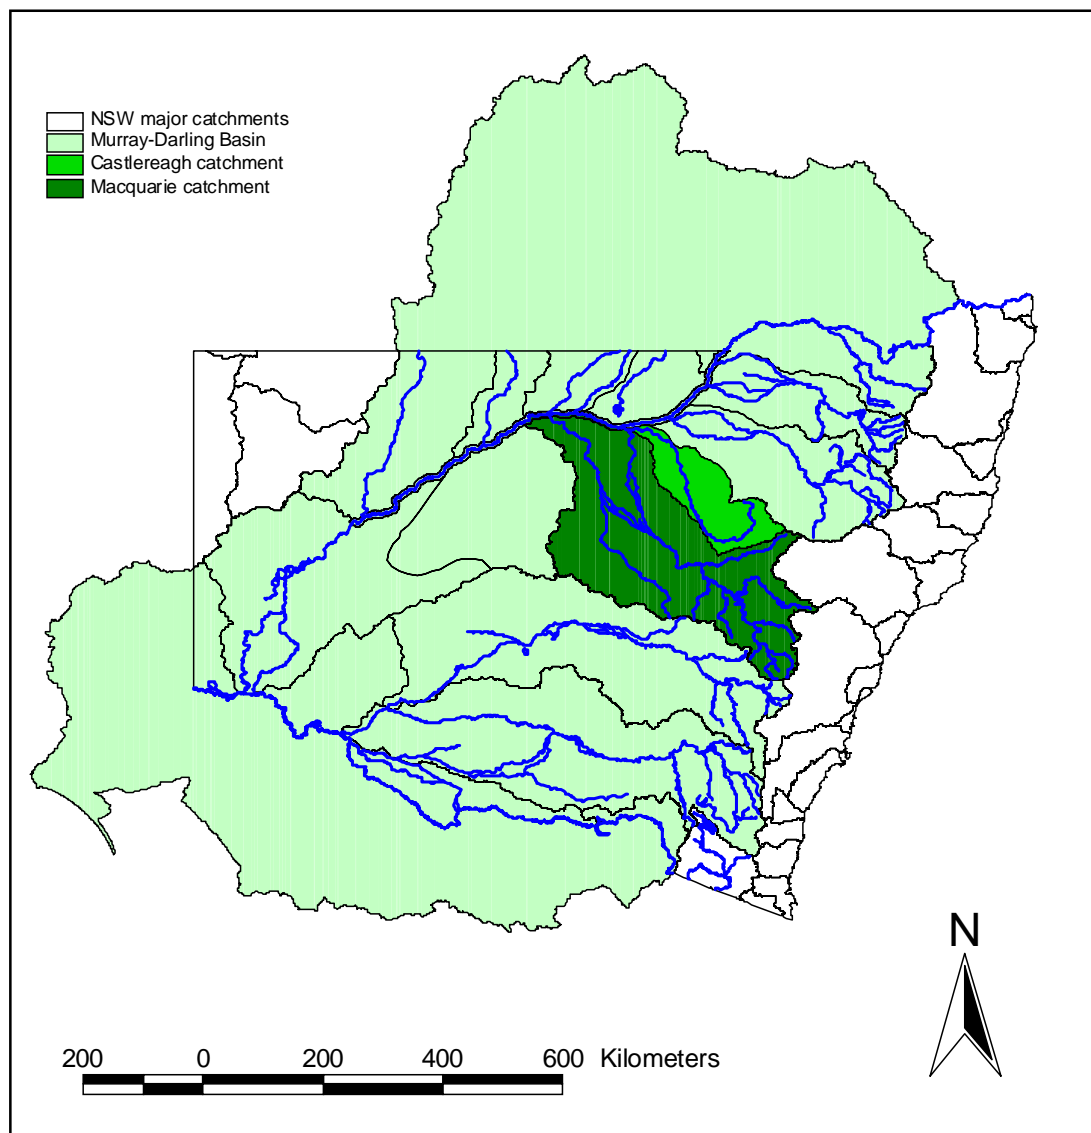 NSW major catchments
Murray-Darling Basin
Castlereagh catchment
Macquarie catchment
N
200 0 200 400 600 Kilometers